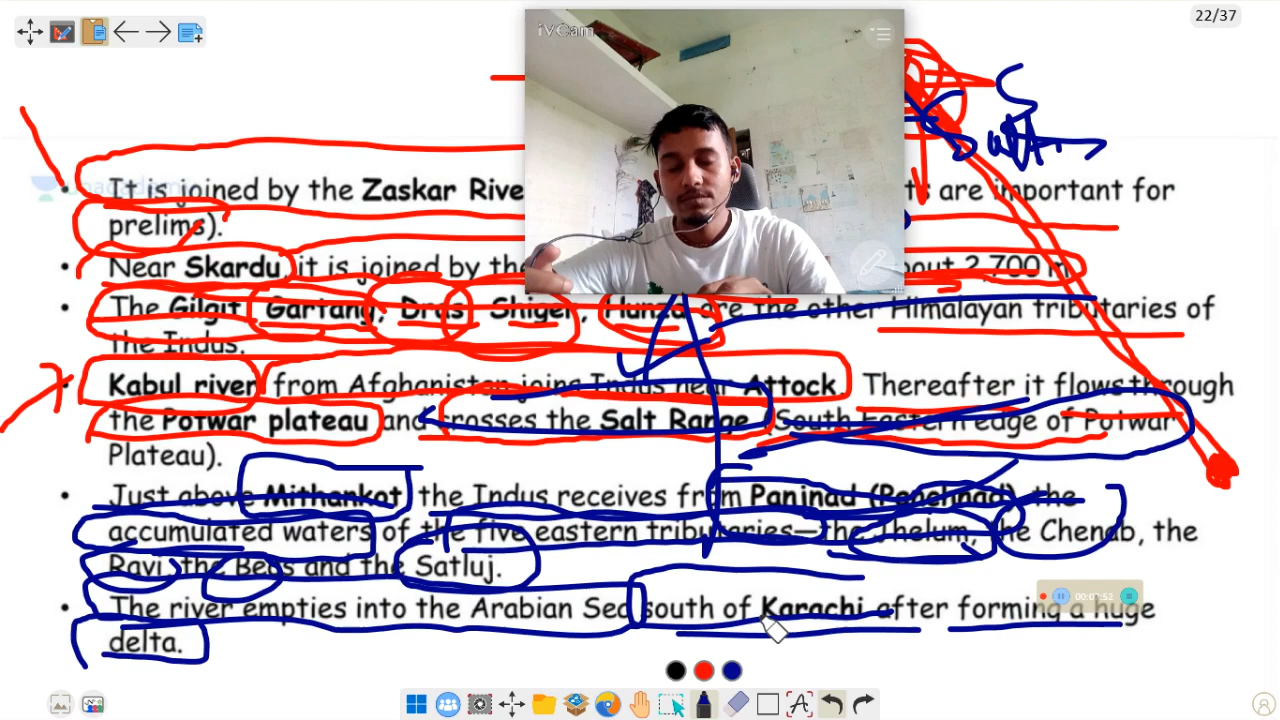 22/37
iVCam
It is joined by the Zaskar Rive ts are important for
prelims).
Near Skardu, it is joined by the bout 2,700 m.
The Gilgit, Gartang, Dras, Shiger, Hunza are the other Himalayan tributaries of
the Indus.
Kabul river from Afghanistan joins Indus near Attock. Thereafter it flows through
the Potwar plateau and crosses the Salt Range (South Eastern edge of Potwar
Plateau).
Just above Mithankot, the Indus receives from Panjnad (Panchnad), the
accumulated waters of the five eastern tributaries—the Jhelum, the Chenab, the
Ravi, the Beas and the Satluj.
The river empties into the Arabian Sea south of Karachi after forming a huge
delta.